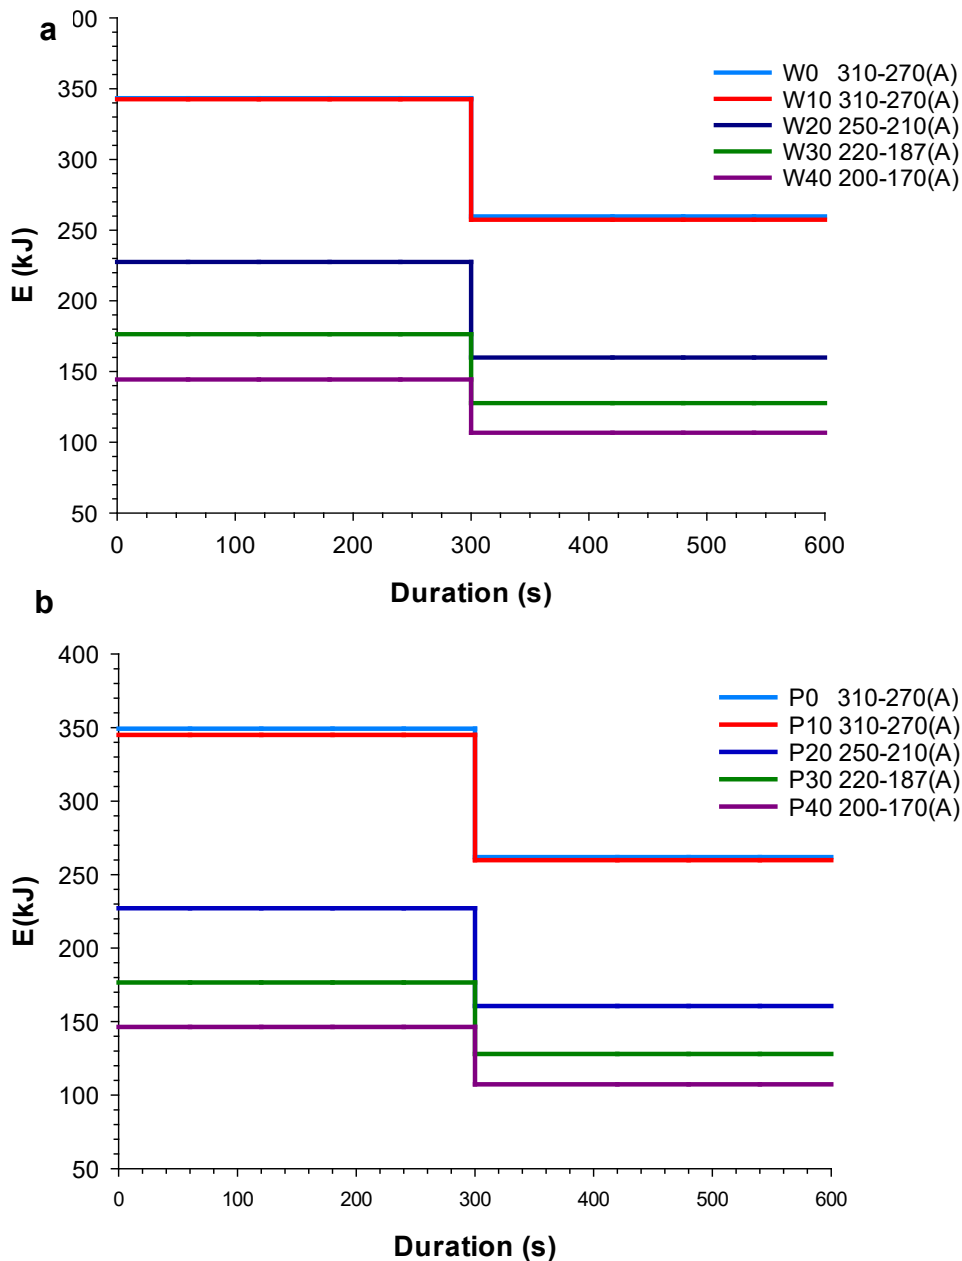 a
00
350
300
250
200
150
100
50
E (kJ)
W0 310-270(A)
W10 310-270(A)
W20 250-210(A)
W30 220-187(A)
W40 200-170(A)
0 100 200 300 400 500 600
Duration (s)
b
400
350
300
250
200
150
100
50
E(kJ)
P0 310-270(A)
P10 310-270(A)
P20 250-210(A)
P30 220-187(A)
P40 200-170(A)
0 100 200 300 400 500 600
Duration (s)